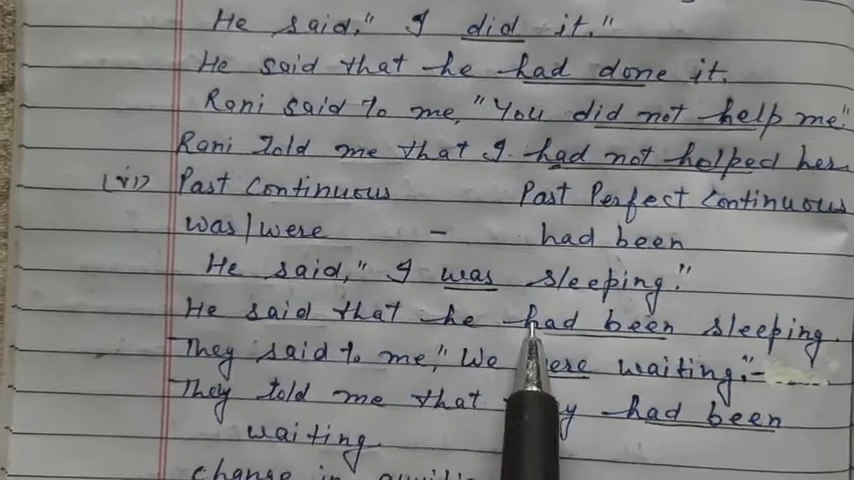 He said," I did it."
He said that he had done it.
Rani said to me, "You did not help me."
Rani told me that I had not helped her
(vi) Past Continuous Past Perfect Continuous
was/were - had been
He said," I was sleeping."
He said that he had been sleeping.
They said to me," We waiting."-
They told me that had been
waiting.
change in